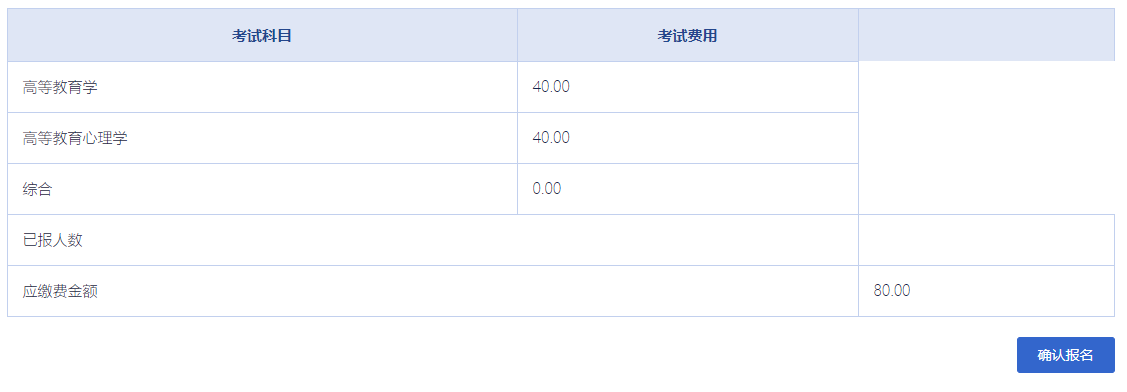 考试科目 考试费用
高等教育学 40.00
高等教育心理学 40.00
综合 0.00
已报人数
应缴费金额 80.00
确认报名